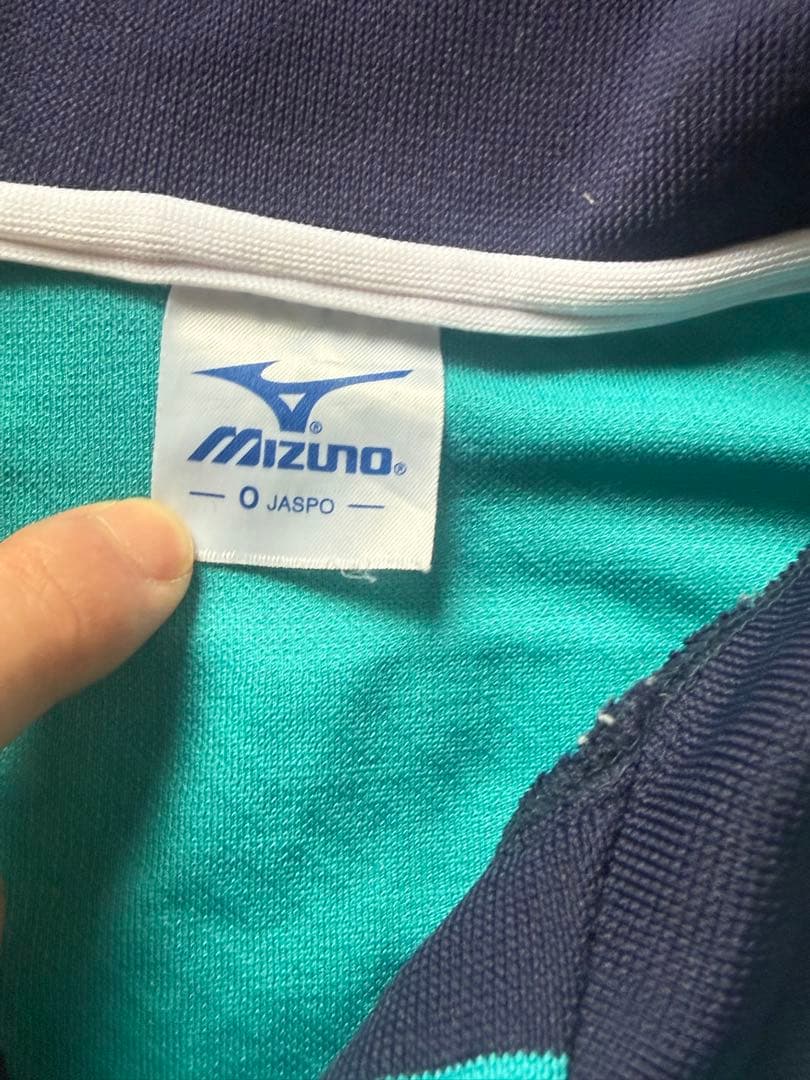 MIZUNO®
— O JASPO —